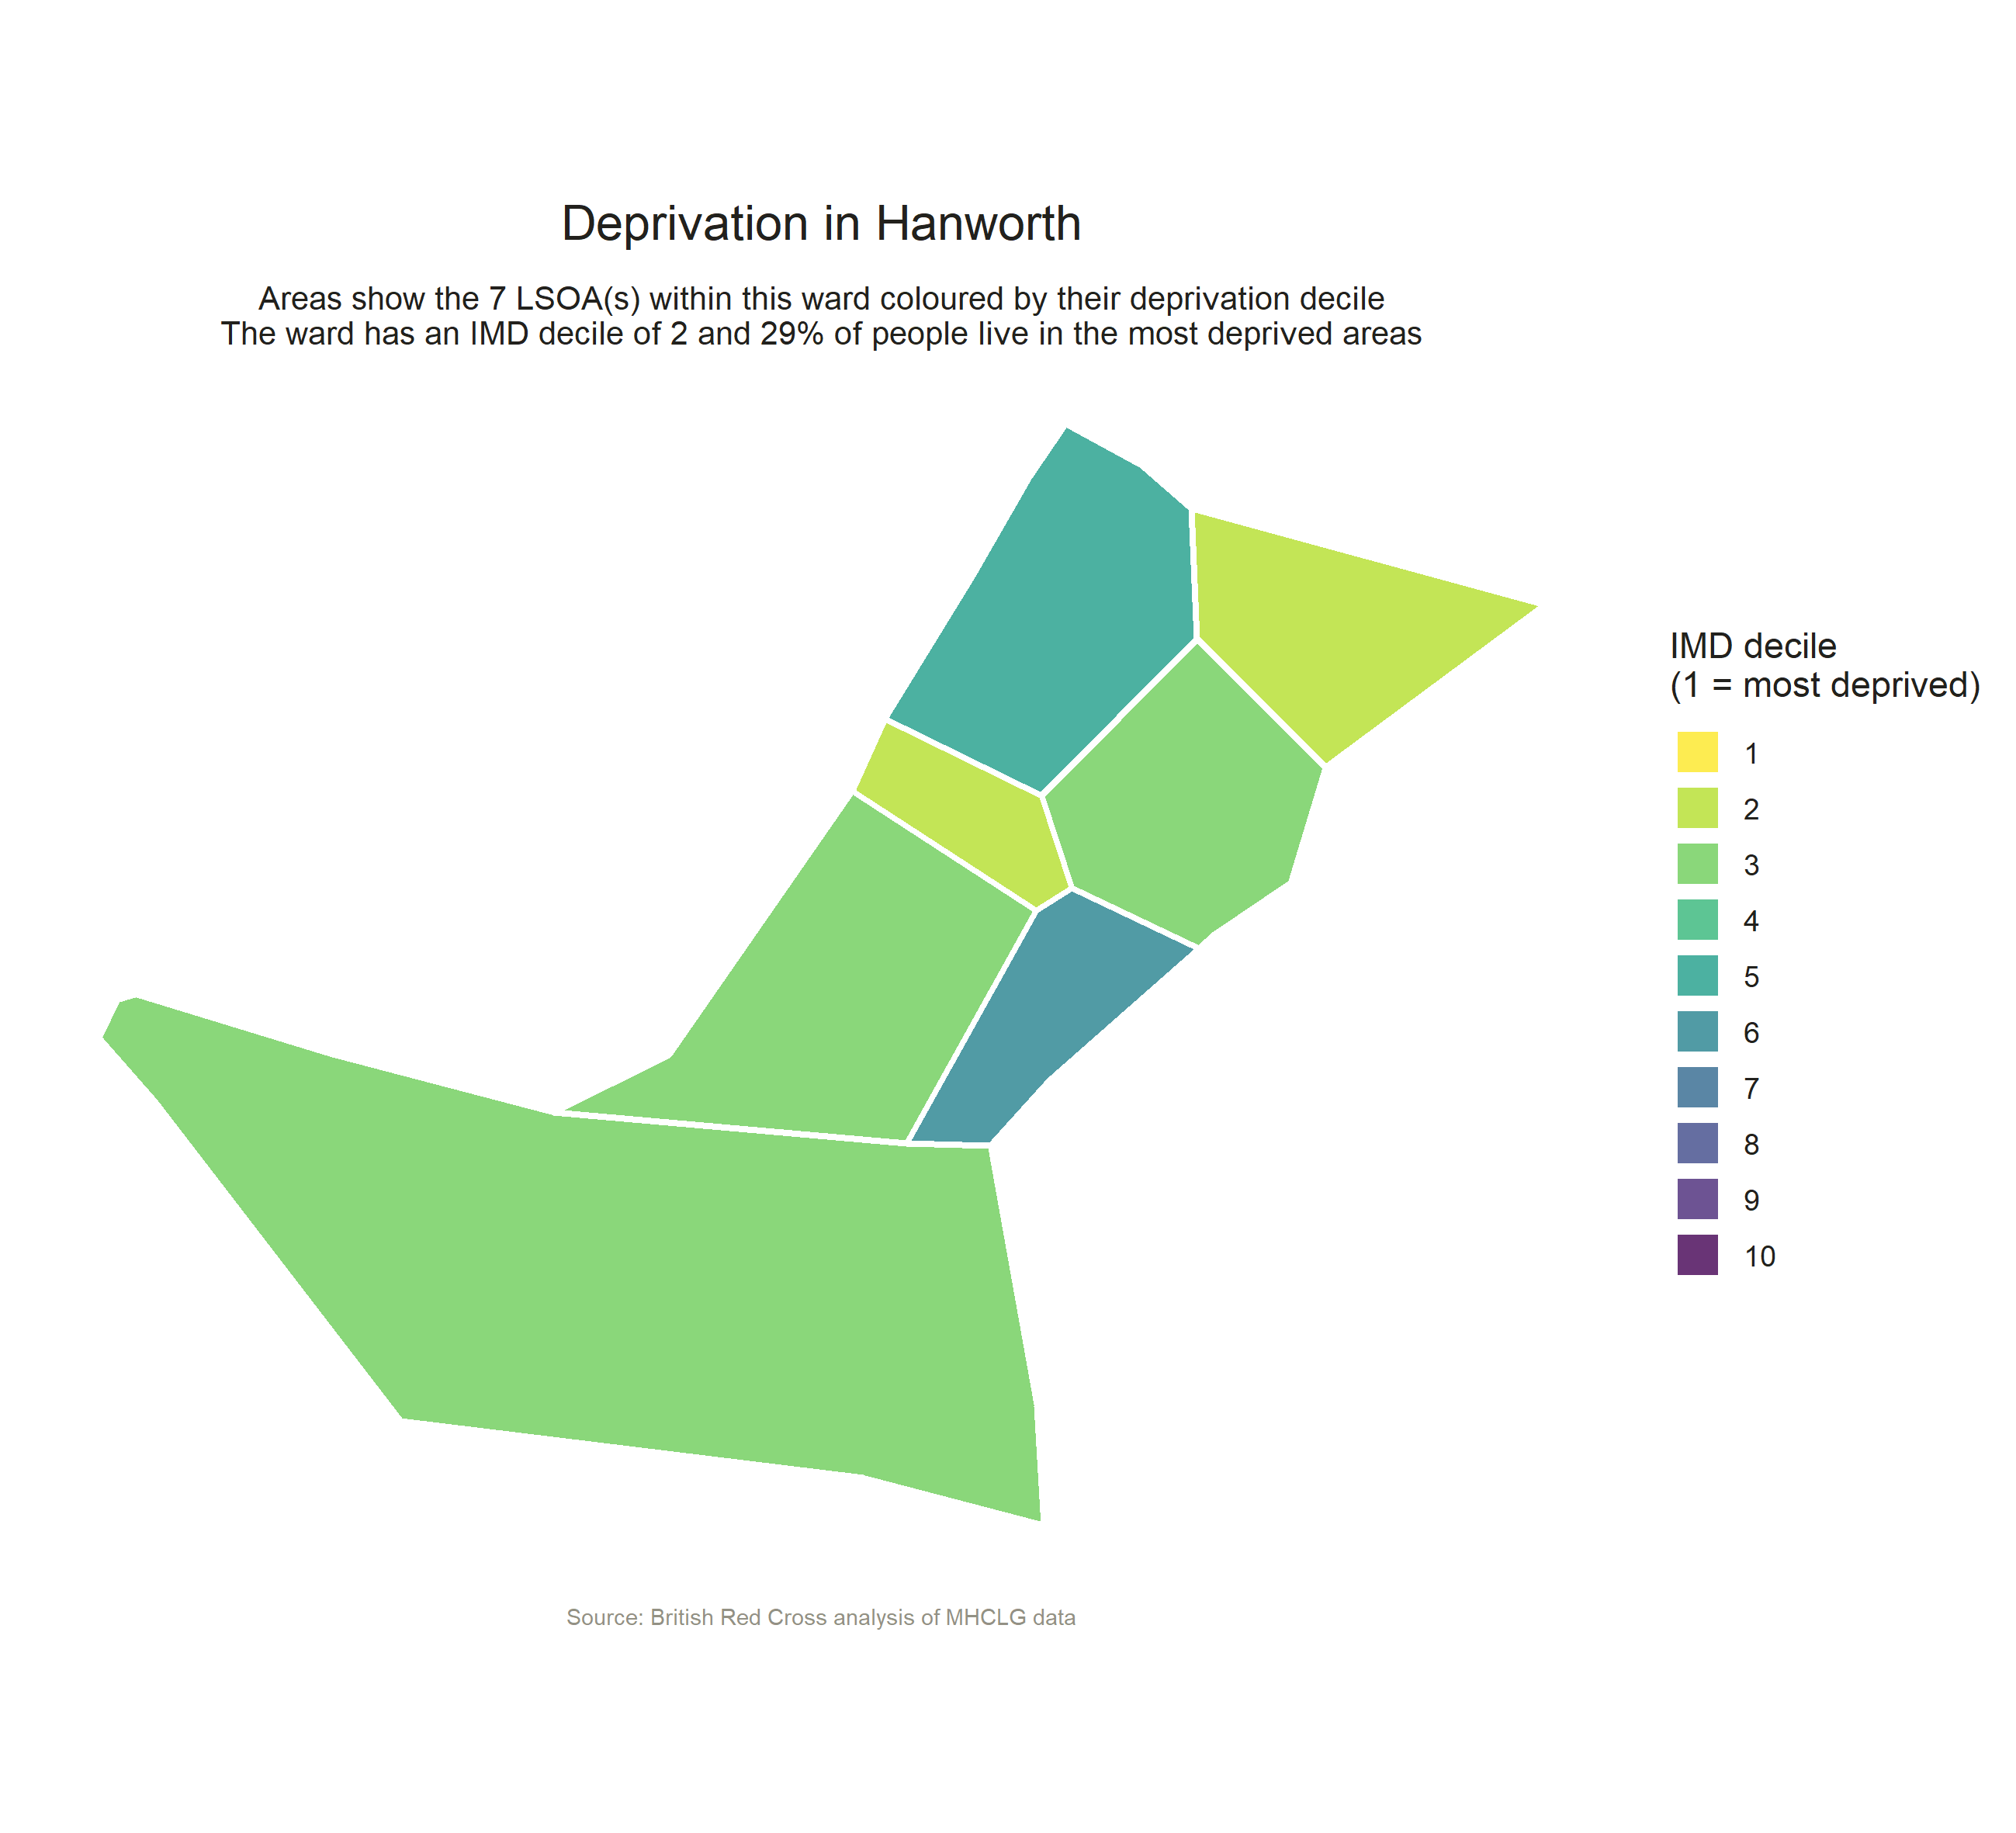 Deprivation in Hanworth
Areas show the 7 LSOA(s) within this ward coloured by their deprivation decile
The ward has an IMD decile of 2 and 29% of people live in the most deprived areas
IMD decile
(1 = most deprived)
1
2
3
4
5
6
7
8
9
10
Source: British Red Cross analysis of MHCLG data